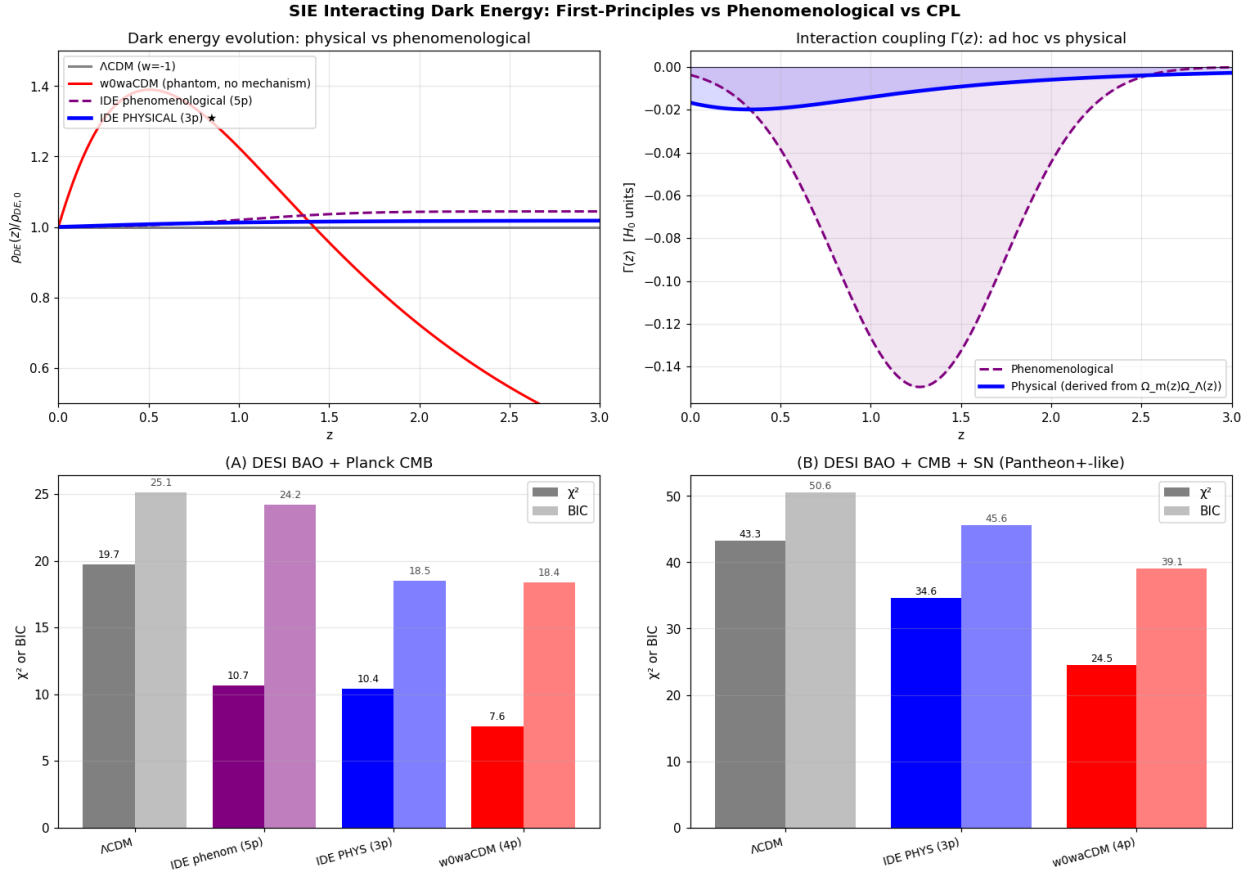 SIE Interacting Dark Energy: First-Principles vs Phenomenological vs CPL
Dark energy evolution: physical vs phenomenological
ΛCDM (w=-1)
w0waCDM (phantom, no mechanism)
IDE phenomenological (5p)
IDE PHYSICAL (3p) ★
ρ_DE(z)/ρ_DE,0
1.4
1.2
1.0
0.8
0.6
0.0
0.5
1.0
1.5
2.0
2.5
3.0
z
Interaction coupling Γ(z): ad hoc vs physical
Γ(z) [H₀ units]
0.00
−0.02
−0.04
−0.06
−0.08
−0.10
−0.12
−0.14
Phenomenological
Physical (derived from Ω_m(z)Ω_Λ(z))
0.0
0.5
1.0
1.5
2.0
2.5
3.0
z
(A) DESI BAO + Planck CMB
χ² or BIC
25
20
15
10
5
0
χ²
BIC
19.7
25.1
10.7
24.2
10.4
18.5
7.6
18.4
ΛCDM
IDE phenom (5p)
IDE PHYS (3p)
w0waCDM (4p)
(B) DESI BAO + CMB + SN (Pantheon+-like)
χ² or BIC
50
40
30
20
10
0
χ²
BIC
43.3
50.6
34.6
45.6
24.5
39.1
ΛCDM
IDE PHYS (3p)
w0waCDM (4p)